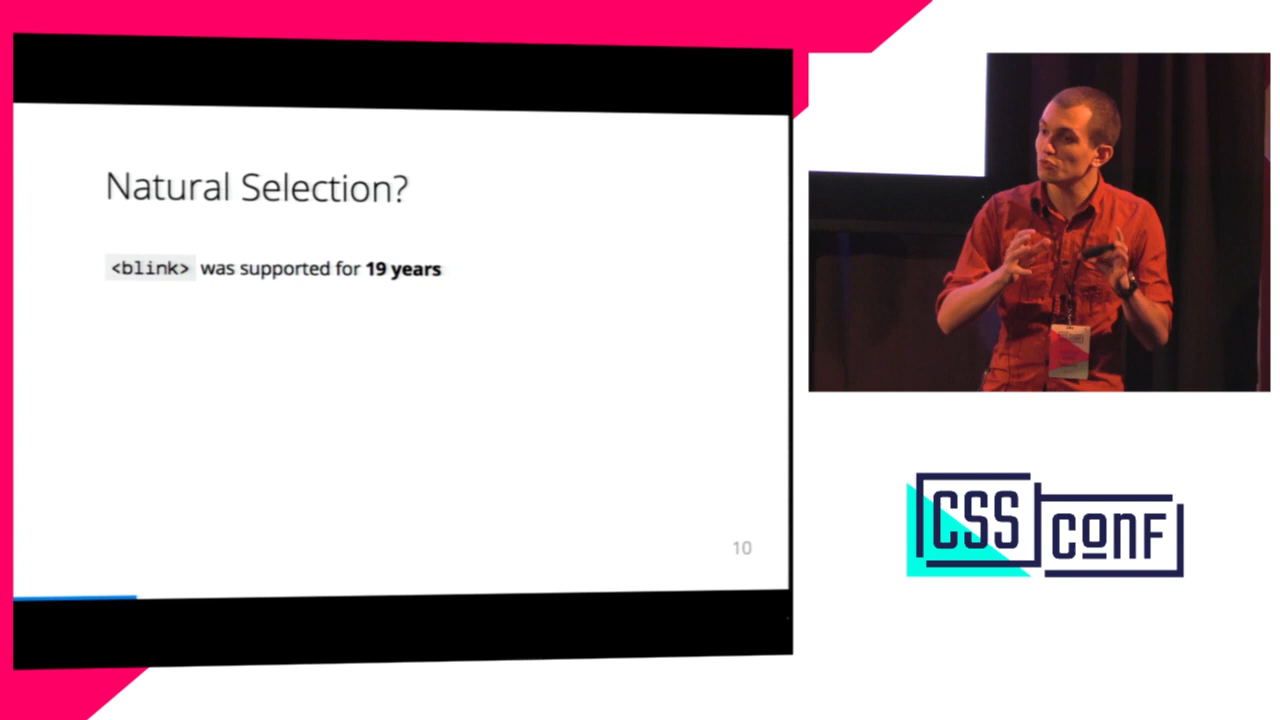 Natural Selection?
<blink> was supported for 19 years
10
CSS
CONF